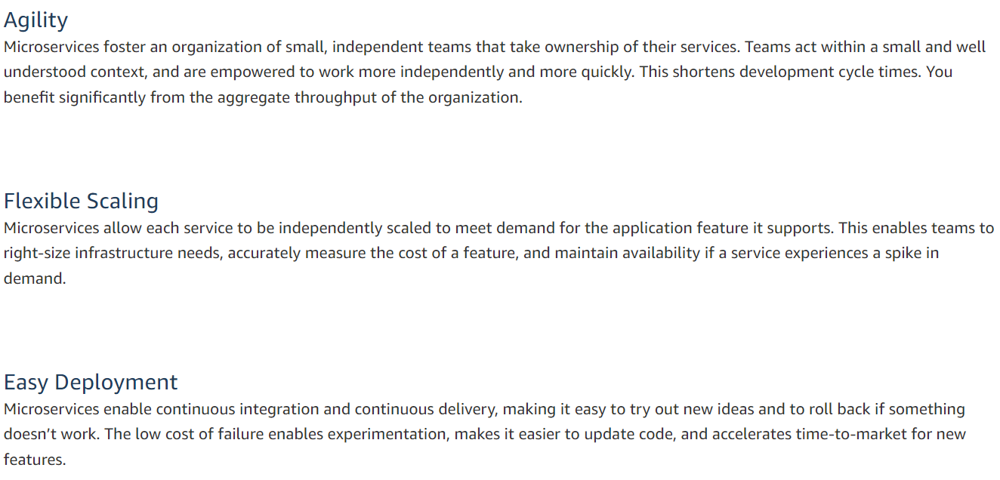 Agility
Microservices foster an organization of small, independent teams that take ownership of their services. Teams act within a small and well
understood context, and are empowered to work more independently and more quickly. This shortens development cycle times. You
benefit significantly from the aggregate throughput of the organization.
Flexible Scaling
Microservices allow each service to be independently scaled to meet demand for the application feature it supports. This enables teams to
right-size infrastructure needs, accurately measure the cost of a feature, and maintain availability if a service experiences a spike in
demand.
Easy Deployment
Microservices enable continuous integration and continuous delivery, making it easy to try out new ideas and to roll back if something
doesn’t work. The low cost of failure enables experimentation, makes it easier to update code, and accelerates time-to-market for new
features.